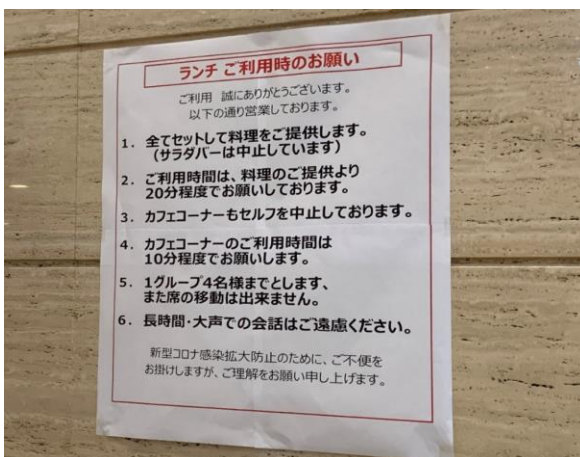 ランチ ご利用時のお願い
ご利用 誠にありがとうございます。
以下の通り営業しております。
1. 全てセットして料理をご提供します。
(サラダバーは中止しています)
2. ご利用時間は、料理のご提供より
20分程度でお願いしております。
3. カフェコーナーもセルフを中止しております。
4. カフェコーナーのご利用時間は
10分程度でお願いします。
5. 1グループ4名様までとします、
また席の移動は出来ません。
6. 長時間・大声での会話はご遠慮ください。
新型コロナ感染拡大防止のために、ご不便を
お掛けしますが、ご理解をお願い申し上げます。